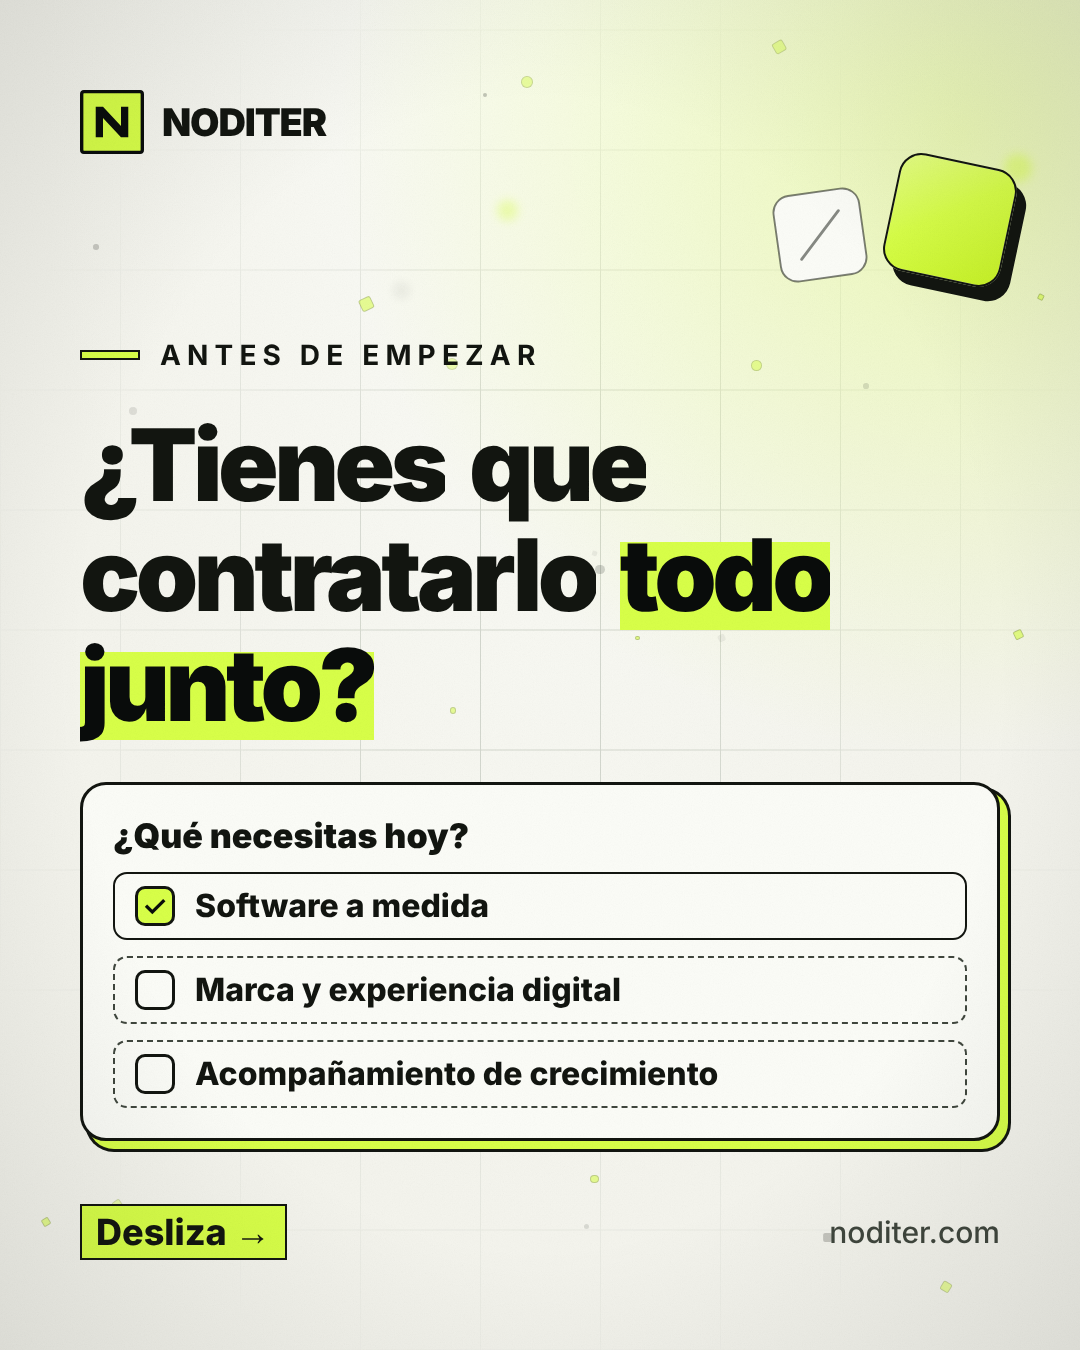 N NODITER
ANTES DE EMPEZAR
¿Tienes que
contratarlo todo
junto?
¿Qué necesitas hoy?
Software a medida
Marca y experiencia digital
Acompañamiento de crecimiento
Desliza →
noditer.com